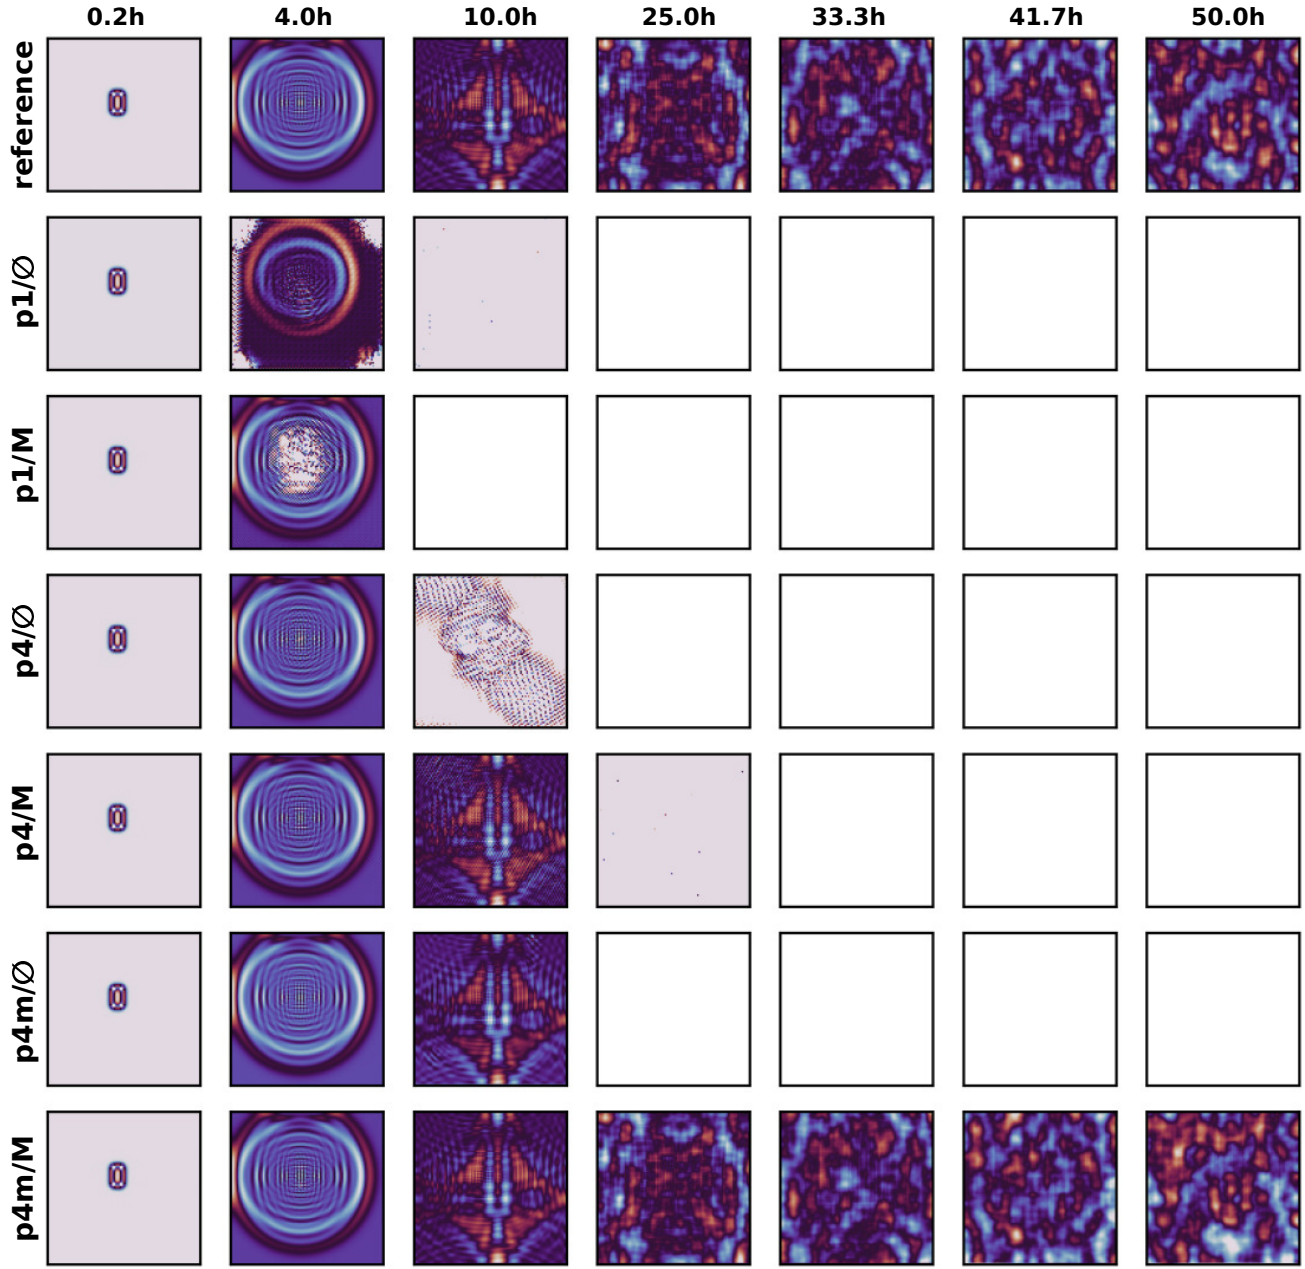 0.2h 4.0h 10.0h 25.0h 33.3h 41.7h 50.0h
reference
p1/∅
p1/M
p4/∅
p4/M
p4m/∅
p4m/M